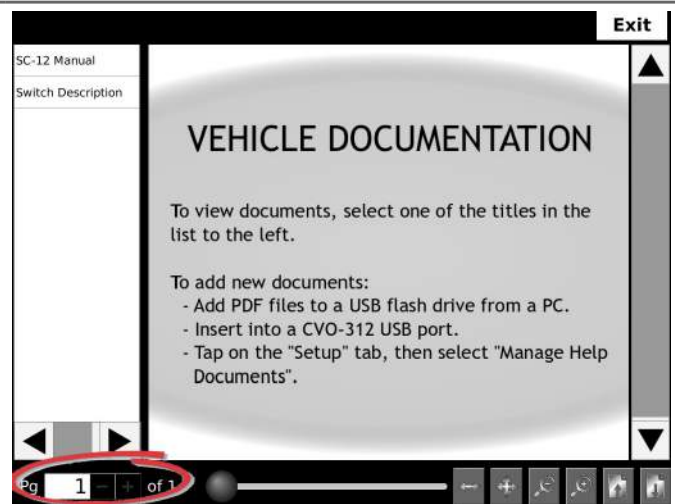 Exit
SC-12 Manual
Switch Description
VEHICLE DOCUMENTATION
To view documents, select one of the titles in the
list to the left.
To add new documents:
- Add PDF files to a USB flash drive from a PC.
- Insert into a CVO-312 USB port.
- Tap on the "Setup" tab, then select "Manage Help
Documents".
Pg 1 - + of 1